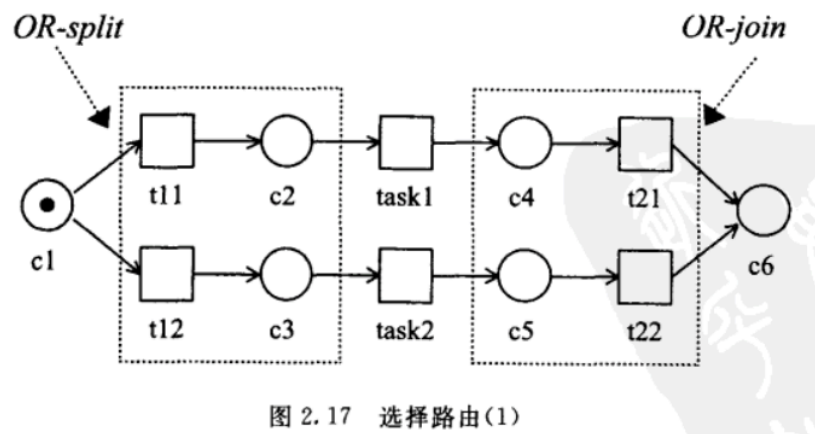 OR-split OR-join
t11 c2 task1 c4 t21
c1 c6
t12 c3 task2 c5 t22
图 2.17 选择路由(1)